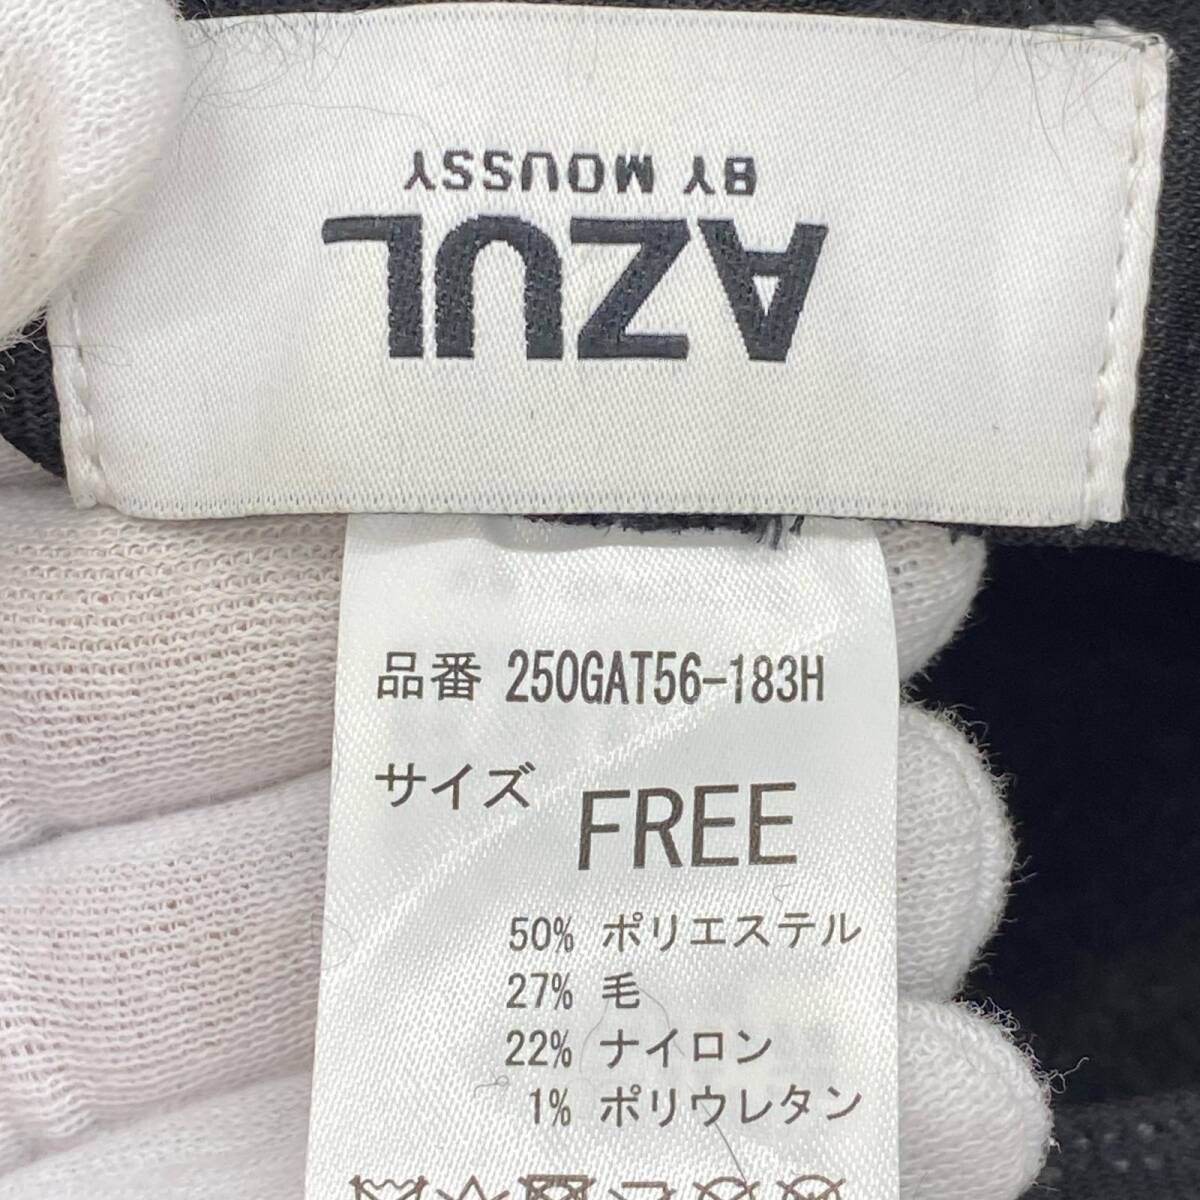 AZUL
BY MOUSSY
品番 250GAT56-183H
サイズ FREE
50% ポリエステル
27% 毛
22% ナイロン
1% ポリウレタン